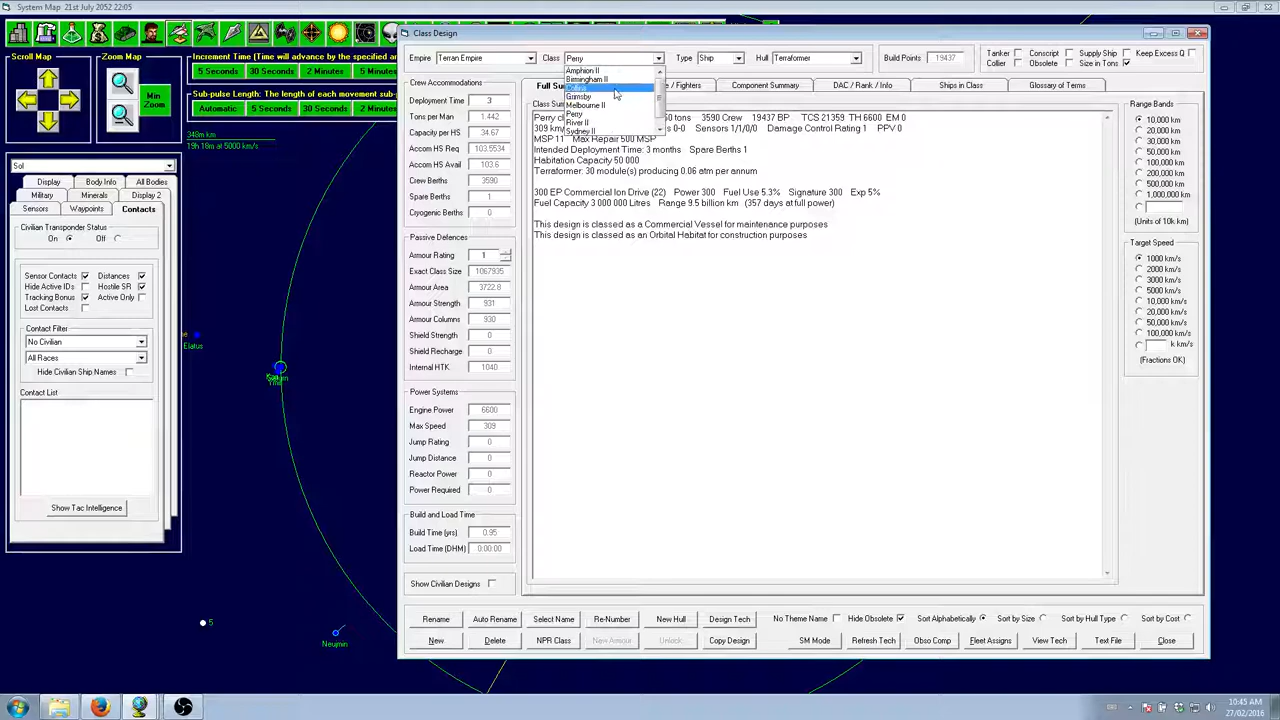 System Map 21st July 2052 22:05
Increment Time (Time will advance by the specified am
5 Seconds 30 Seconds 2 Minutes 5 Minutes
Sub-pulse Length: The length of each movement sub-pu
Automatic 5 Seconds 30 Seconds 2 Minutes
Scroll Map
Zoom Map
Min
Zoom
348m km
19h 18m at 5000 km/s
Sol
Display Body Info All Bodies
Military Minerals Display 2
Sensors Waypoints Contacts
Civilian Transponder Status
On Off
Sensor Contacts Distances
Hide Active IDs Hostile SR
Tracking Bonus Active Only
Lost Contacts
Contact Filter
No Civilian
All Races
Hide Civilian Ship Names
Contact List
Show Tac Intelligence
Elatus
5
Neujmin
Class Design
Empire Terran Empire Class Perry Type Ship Hull Terraformer Build Points 19437
Tanker Conscript Supply Ship Keep Excess Q
Collier Obsolete Size in Tons
Amphion II
Birmingham II
Collins
Grimsby
Melbourne II
Perry
River II
Sydney II
Full Su e / Fighters Component Summary DAC / Rank / Info Ships in Class Glossary of Terms
Crew Accommodations
Deployment Time 3
Tons per Man 1.442
Capacity per HS 34.67
Accom HS Req 103.5534
Accom HS Avail 103.6
Crew Berths 3590
Spare Berths 1
Cryogenic Berths 0
Passive Defences
Armour Rating 1
Exact Class Size 1067935
Armour Area 3722.8
Armour Strength 931
Armour Columns 930
Shield Strength 0
Shield Recharge 0
Internal HTK 1040
Power Systems
Engine Power 6600
Max Speed 309
Jump Rating 0
Jump Distance 0
Reactor Power 0
Power Required 0
Build and Load Time
Build Time (yrs) 0.95
Load Time (DHM) 0:00:00
Show Civilian Designs
Class Sum
Perry cl 50 tons 3590 Crew 19437 BP TCS 21359 TH 6600 EM 0
309 km ors 0-0 Sensors 1/1/0/0 Damage Control Rating 1 PPV 0
MSP 11 Max Repair 500 MSP
Intended Deployment Time: 3 months Spare Berths 1
Habitation Capacity 50 000
Terraformer: 30 module(s) producing 0.06 atm per annum
300 EP Commercial Ion Drive (22) Power 300 Fuel Use 5.3% Signature 300 Exp 5%
Fuel Capacity 3 000 000 Litres Range 9.5 billion km (357 days at full power)
This design is classed as a Commercial Vessel for maintenance purposes
This design is classed as an Orbital Habitat for construction purposes
Range Bands
10,000 km
20,000 km
30,000 km
50,000 km
100,000 km
200,000 km
500,000 km
1,000,000 km
(Units of 10k km)
Target Speed
1000 km/s
2000 km/s
3000 km/s
5000 km/s
10,000 km/s
20,000 km/s
50,000 km/s
100,000 km/s
k km/s
(Fractions OK)
Rename Auto Rename Select Name Re-Number New Hull Design Tech No Theme Name Hide Obsolete Sort Alphabetically Sort by Size Sort by Hull Type Sort by Cost
New Delete NPR Class New Armour Unlock Copy Design SM Mode Refresh Tech Obso Comp Fleet Assigns View Tech Text File Close
10:45 AM
27/02/2016